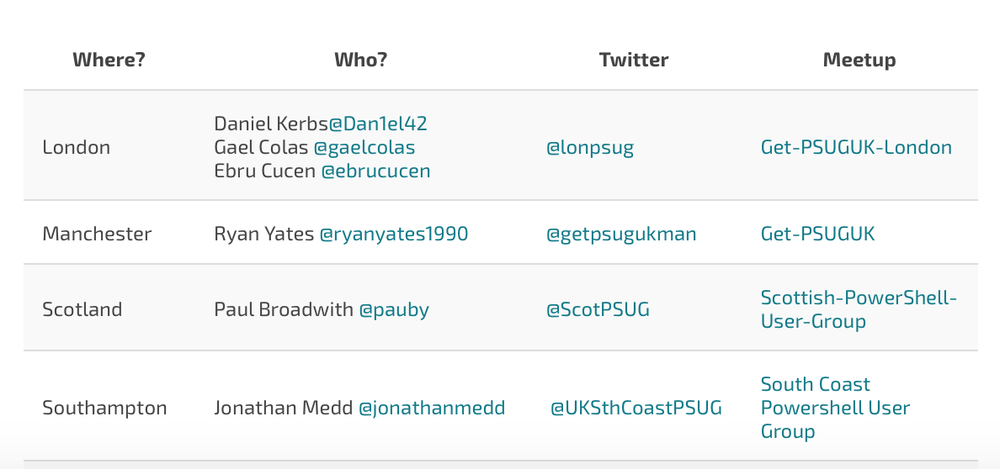 Where? Who? Twitter Meetup
Daniel Kerbs@Dan1el42
London Gael Colas @gaelcolas @lonpsug Get-PSUGUK-London
Ebru Cucen @ebrucucen
Manchester Ryan Yates @ryanyates1990 @getpsugukman Get-PSUGUK
Scottish-PowerShell-
Scotland Paul Broadwith @pauby @ScotPSUG
User-Group
South Coast
Southampton Jonathan Medd @jonathanmedd @UKSthCoastPSUG Powershell User
Group